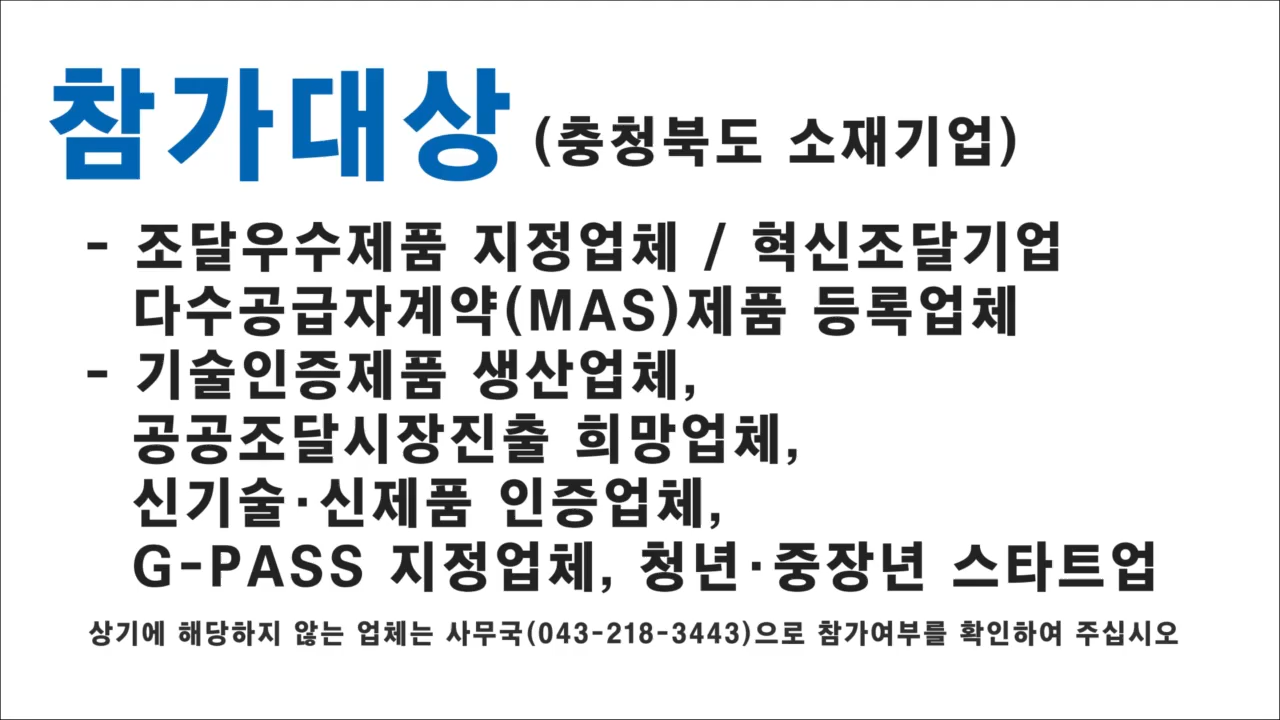 참가대상 (충청북도 소재기업)
- 조달우수제품 지정업체 / 혁신조달기업
다수공급자계약(MAS)제품 등록업체
- 기술인증제품 생산업체,
공공조달시장진출 희망업체,
신기술·신제품 인증업체,
G-PASS 지정업체, 청년·중장년 스타트업
상기에 해당하지 않는 업체는 사무국(043-218-3443)으로 참가여부를 확인하여 주십시오